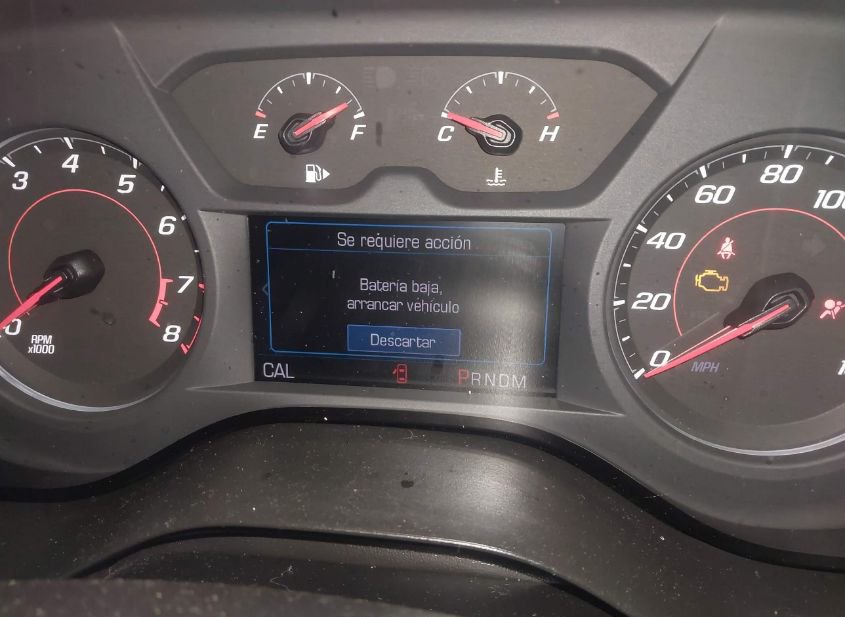 E F
C H
3 4 5 6 7 8
0
RPM
x1000
Se requiere acción
Batería baja,
arrancar vehículo
Descartar
CAL
PRNDM
0 20 40 60 80
MPH